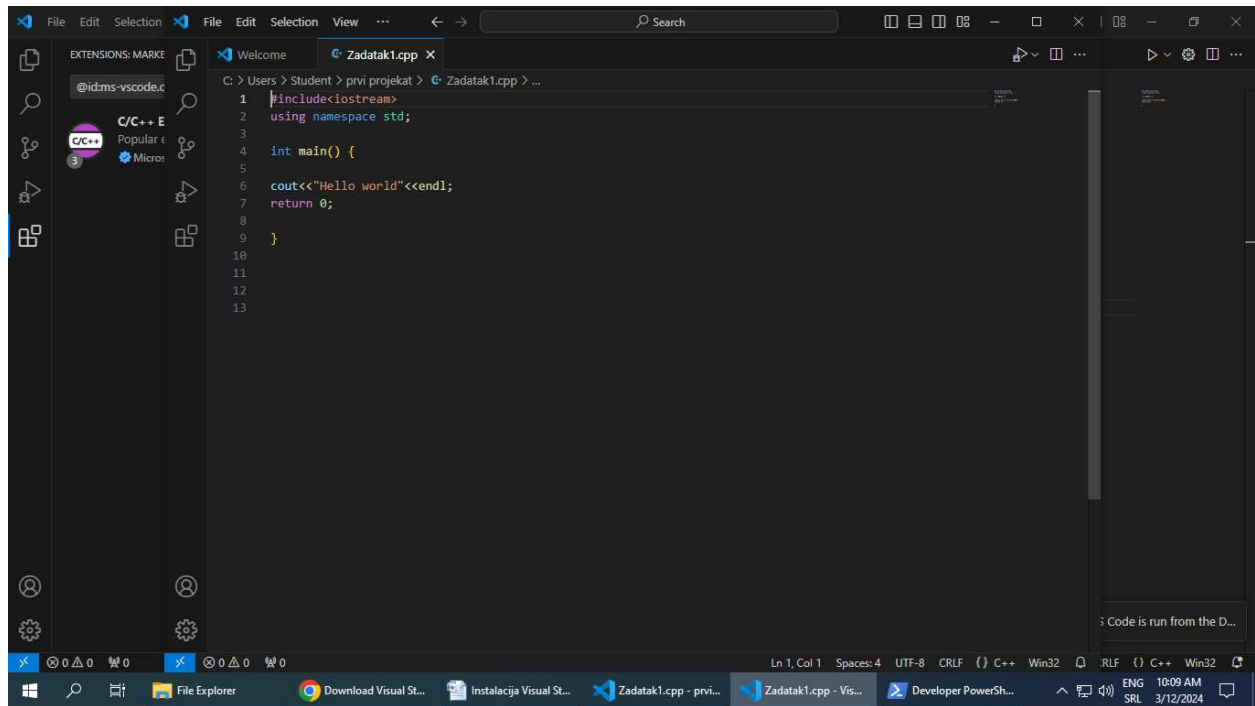 File Edit Selection
File Edit Selection View ···
Search
EXTENSIONS: MARKE
Welcome
Zadatak1.cpp
@id:ms-vscode.c
C/C++ E
Popular e
Micros
C/C++
3
C: > Users > Student > prvi projekat > Zadatak1.cpp > ...
1 #include<iostream>
2 using namespace std;
3
4 int main() {
5
6 cout<<"Hello world"<<endl;
7 return 0;
8
9 }
10
11
12
13
S Code is run from the D...
0 0 0
0 0 0
Ln 1, Col 1 Spaces: 4 UTF-8 CRLF {} C++ Win32
RLF {} C++ Win32
File Explorer
Download Visual St...
Instalacija Visual St...
Zadatak1.cpp - prvi...
Zadatak1.cpp - Vis...
Developer PowerSh...
ENG
SRL
10:09 AM
3/12/2024